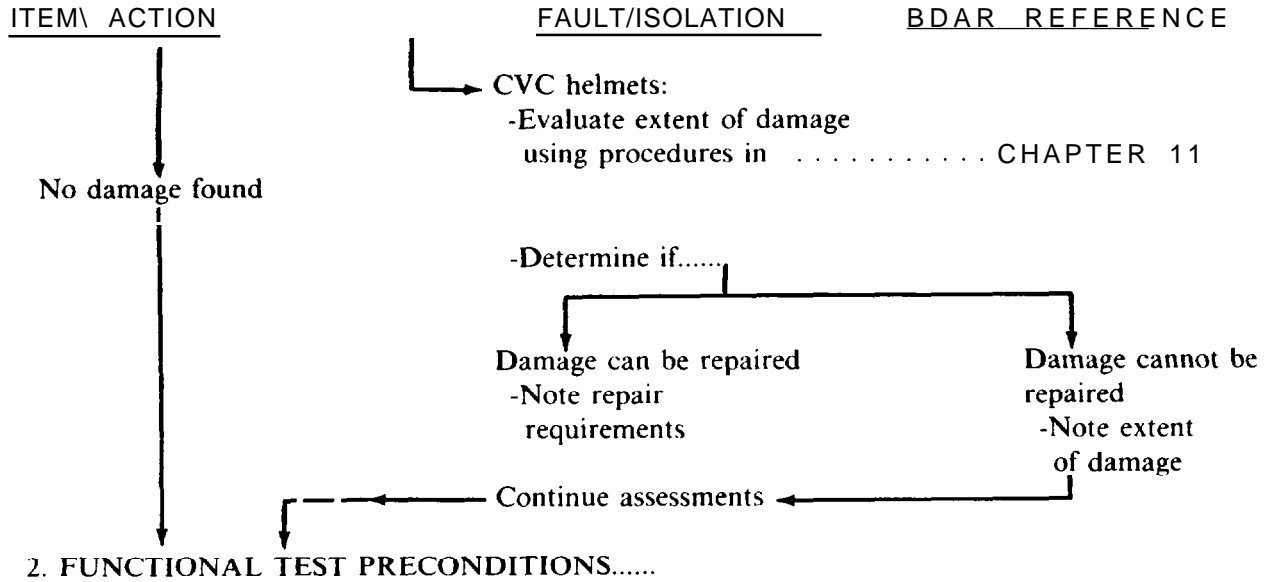 ITEM\ ACTION FAULT/ISOLATION BDAR REFERENCE
CVC helmets:
-Evaluate extent of damage
using procedures in . . . . . . . . . . . CHAPTER 11
No damage found
-Determine if......
Damage can be repaired
-Note repair
requirements
Damage cannot be
repaired
-Note extent
of damage
Continue assessments
2. FUNCTIONAL TEST PRECONDITIONS......